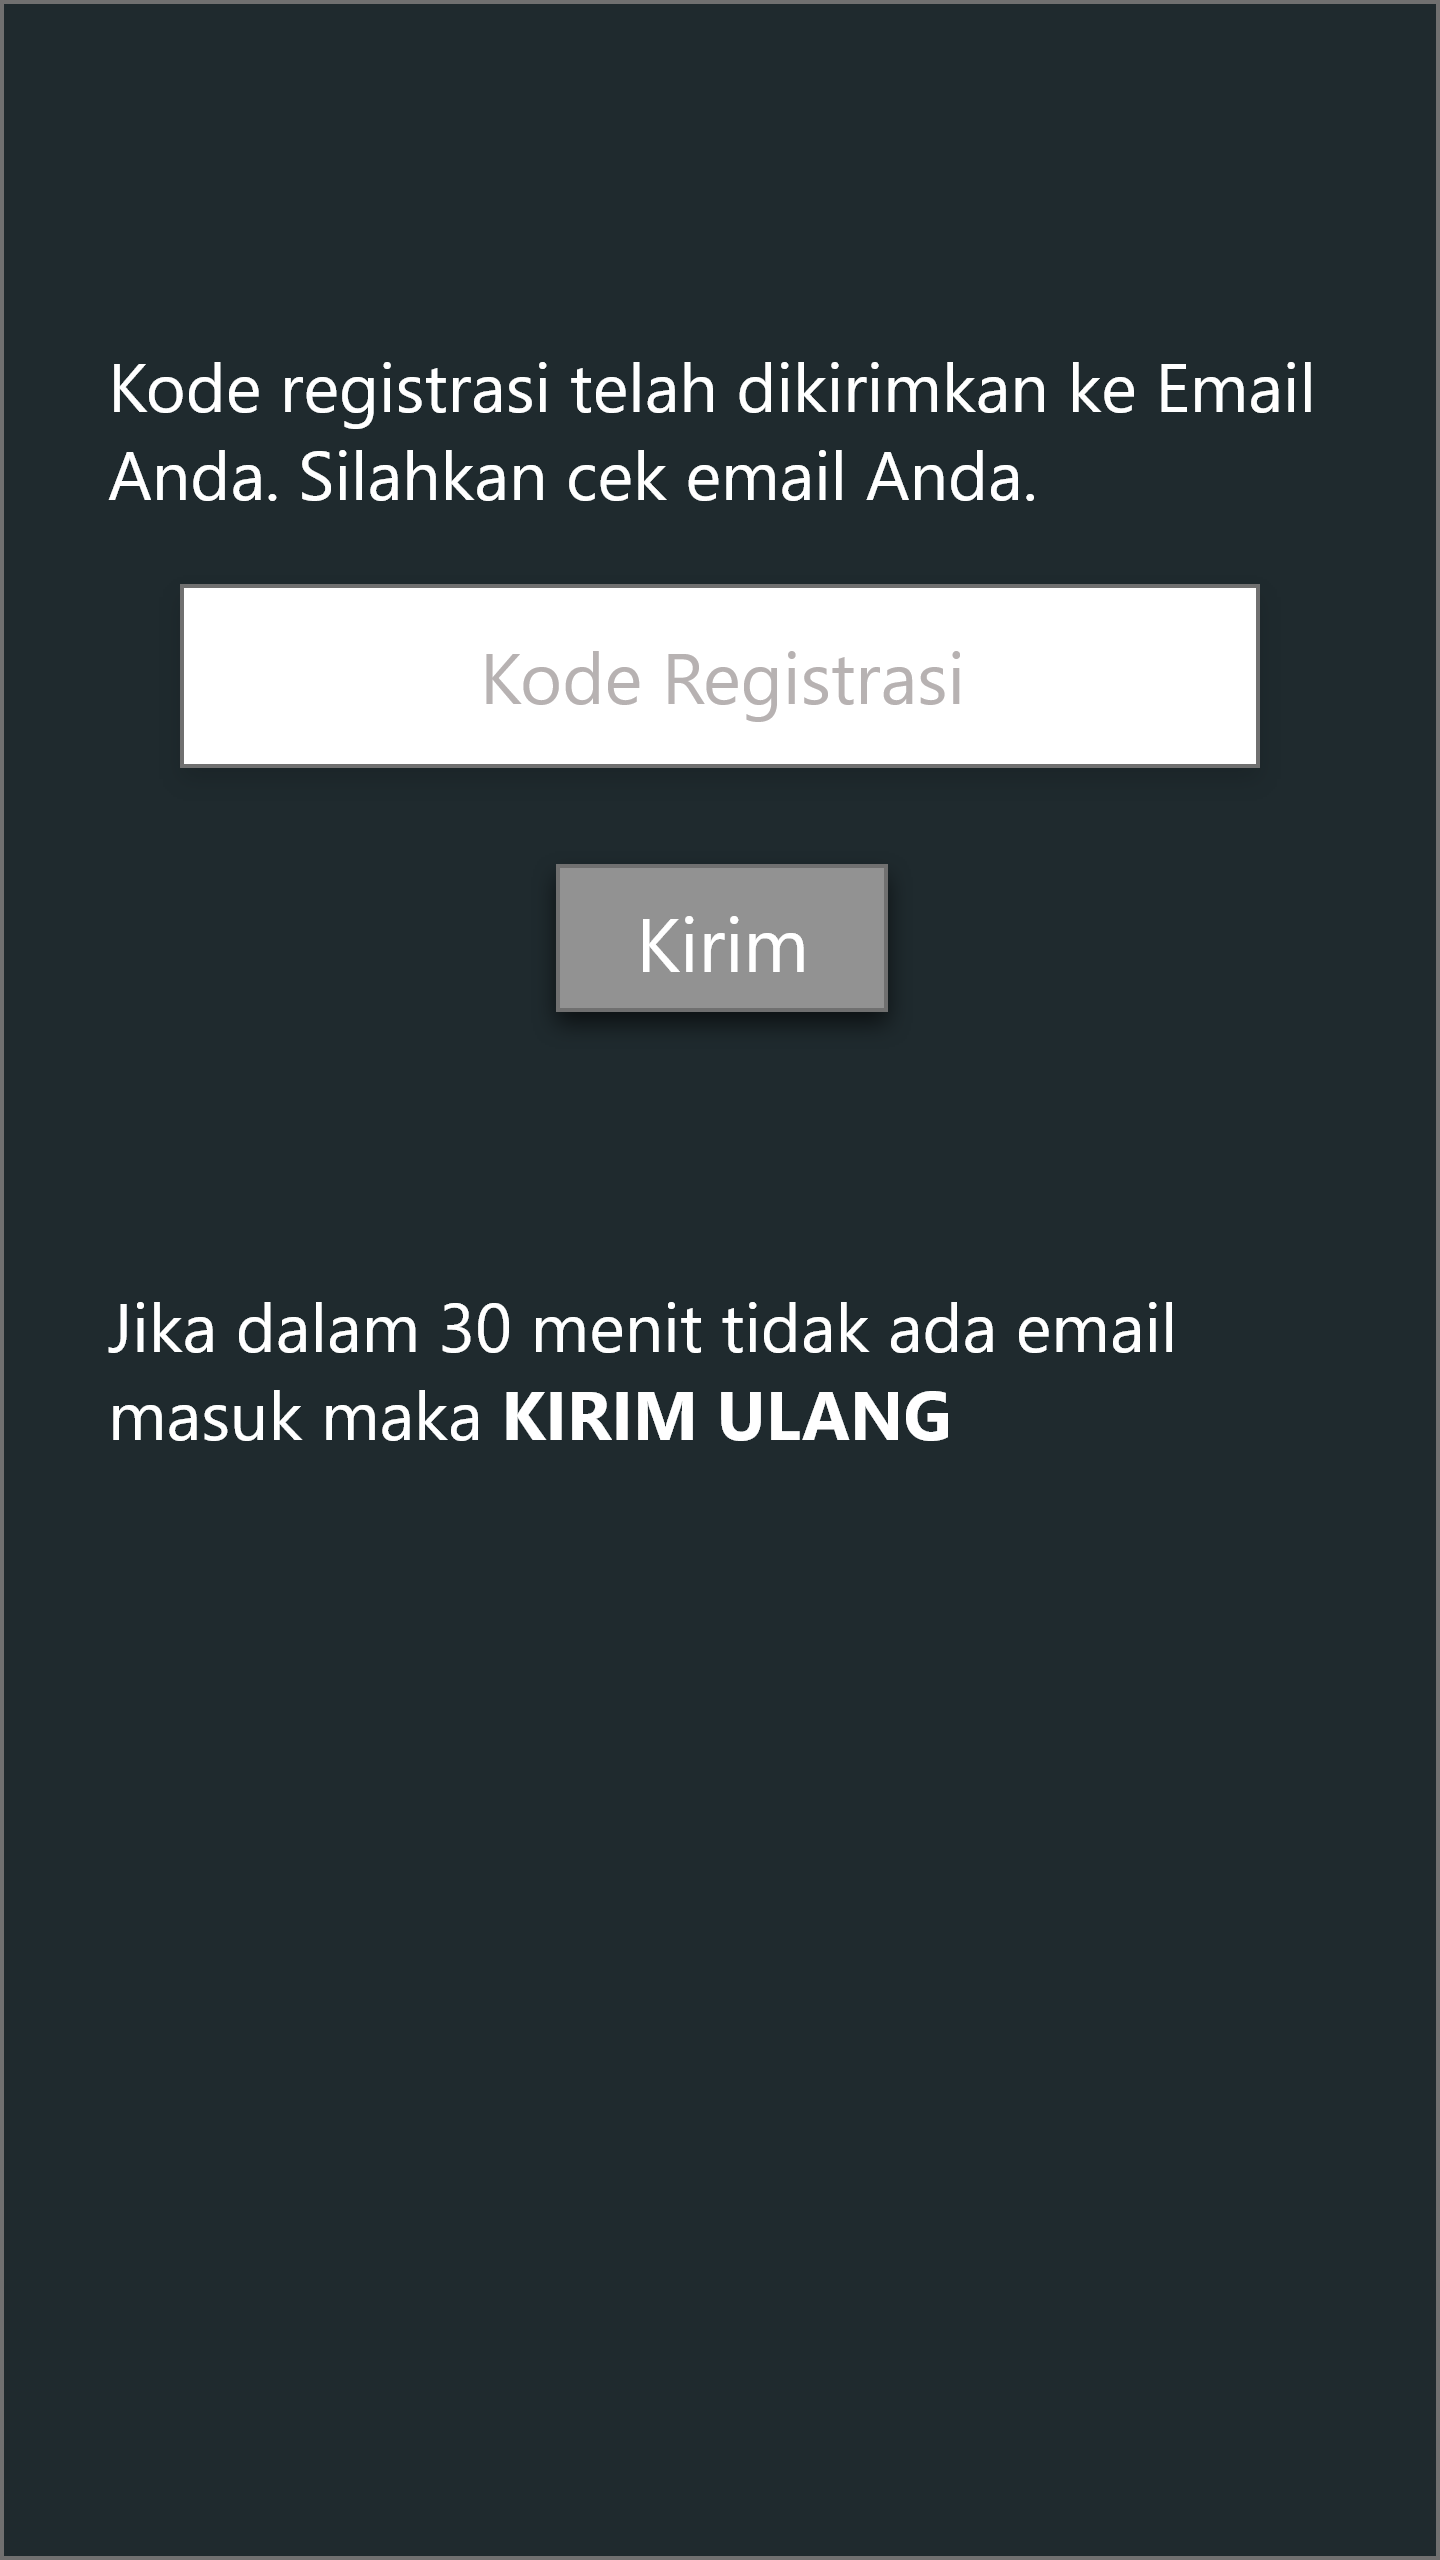 Kode registrasi telah dikirimkan ke Email
Anda. Silahkan cek email Anda.
Kode Registrasi
Kirim
Jika dalam 30 menit tidak ada email
masuk maka KIRIM ULANG